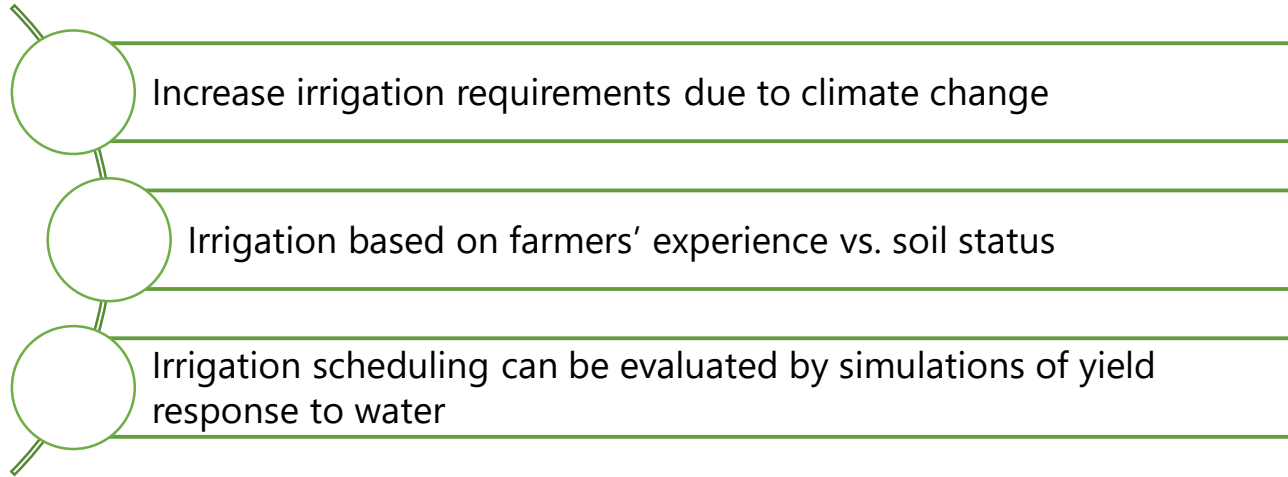 Increase irrigation requirements due to climate change
Irrigation based on farmers’ experience vs. soil status
Irrigation scheduling can be evaluated by simulations of yield
response to water